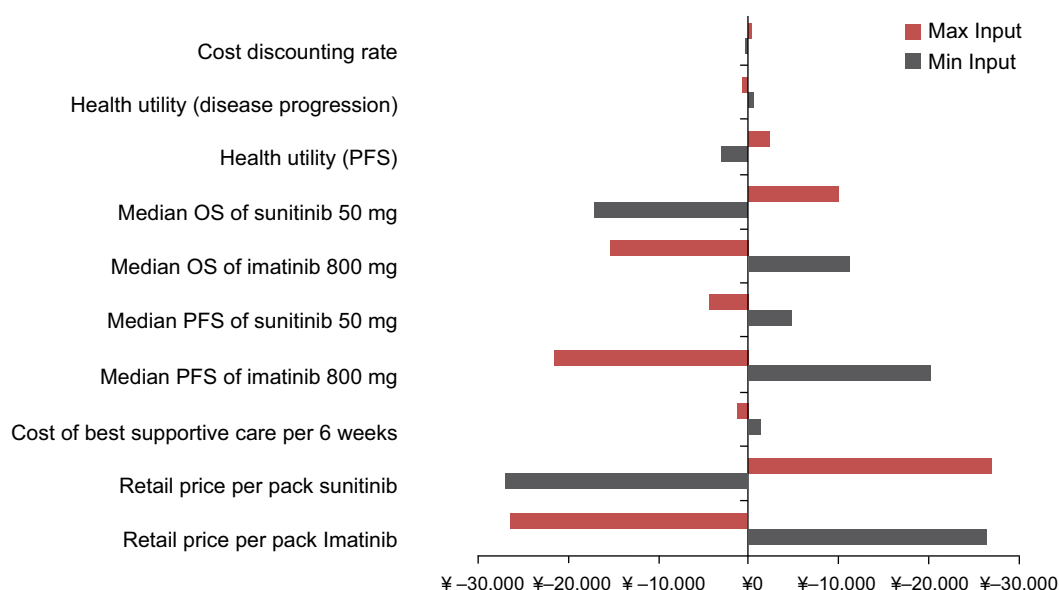 Max Input
Min Input
Cost discounting rate
Health utility (disease progression)
Health utility (PFS)
Median OS of sunitinib 50 mg
Median OS of imatinib 800 mg
Median PFS of sunitinib 50 mg
Median PFS of imatinib 800 mg
Cost of best supportive care per 6 weeks
Retail price per pack sunitinib
Retail price per pack Imatinib
¥ –30,000 ¥ –20,000 ¥ –10,000 ¥0 ¥–10,000 ¥–20,000 ¥–30,000